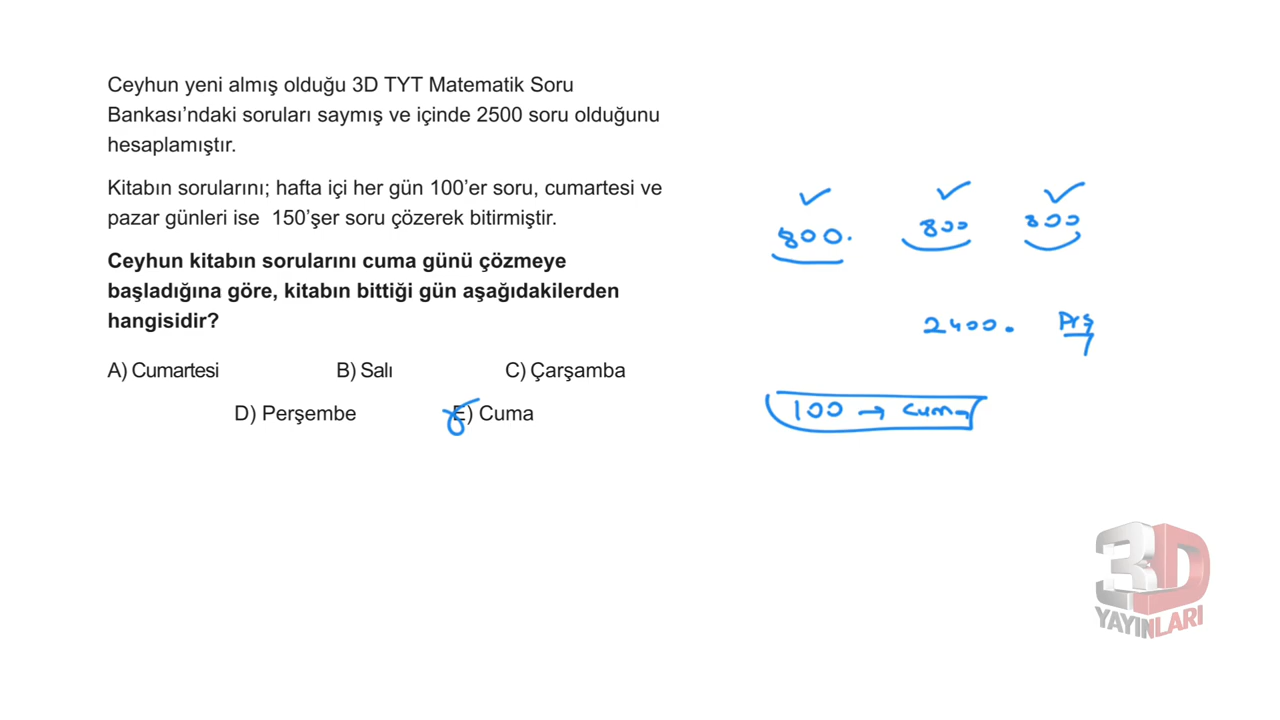 Ceyhun yeni almış olduğu 3D TYT Matematik Soru
Bankası'ndaki soruları saymış ve içinde 2500 soru olduğunu
hesaplamıştır.
Kitabın sorularını; hafta içi her gün 100'er soru, cumartesi ve
pazar günleri ise 150'şer soru çözerek bitirmiştir.
Ceyhun kitabın sorularını cuma günü çözmeye
başladığına göre, kitabın bittiği gün aşağıdakilerden
hangisidir?
A) Cumartesi B) Salı C) Çarşamba
D) Perşembe E) Cuma
800. 800 800
2400. Prş
100 → Cuma
3D
YAYINLARI